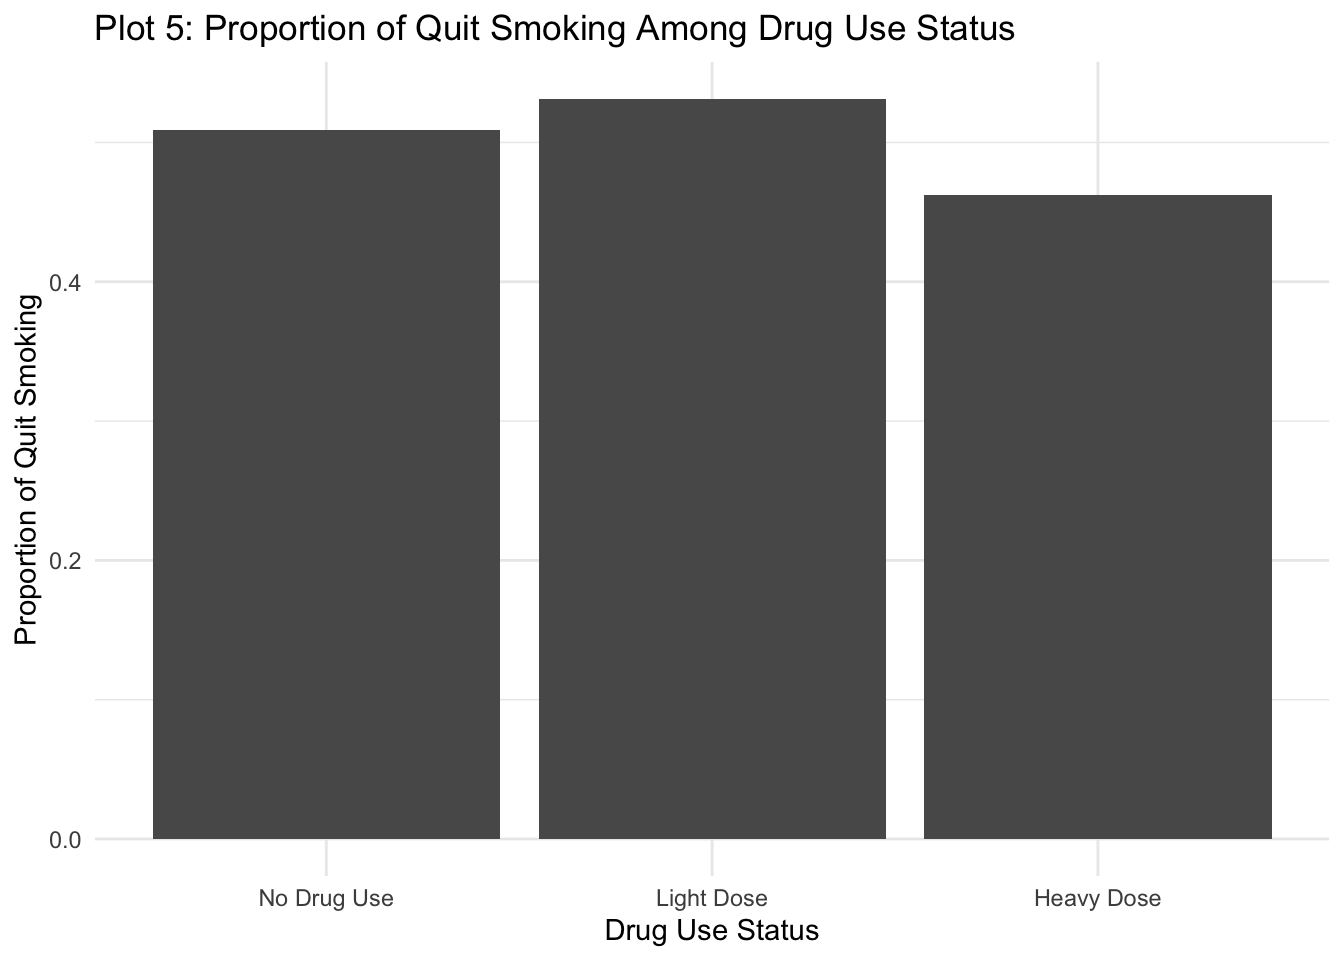 Plot 5: Proportion of Quit Smoking Among Drug Use Status
Proportion of Quit Smoking
0.4
0.2
0.0
No Drug Use
Light Dose
Heavy Dose
Drug Use Status